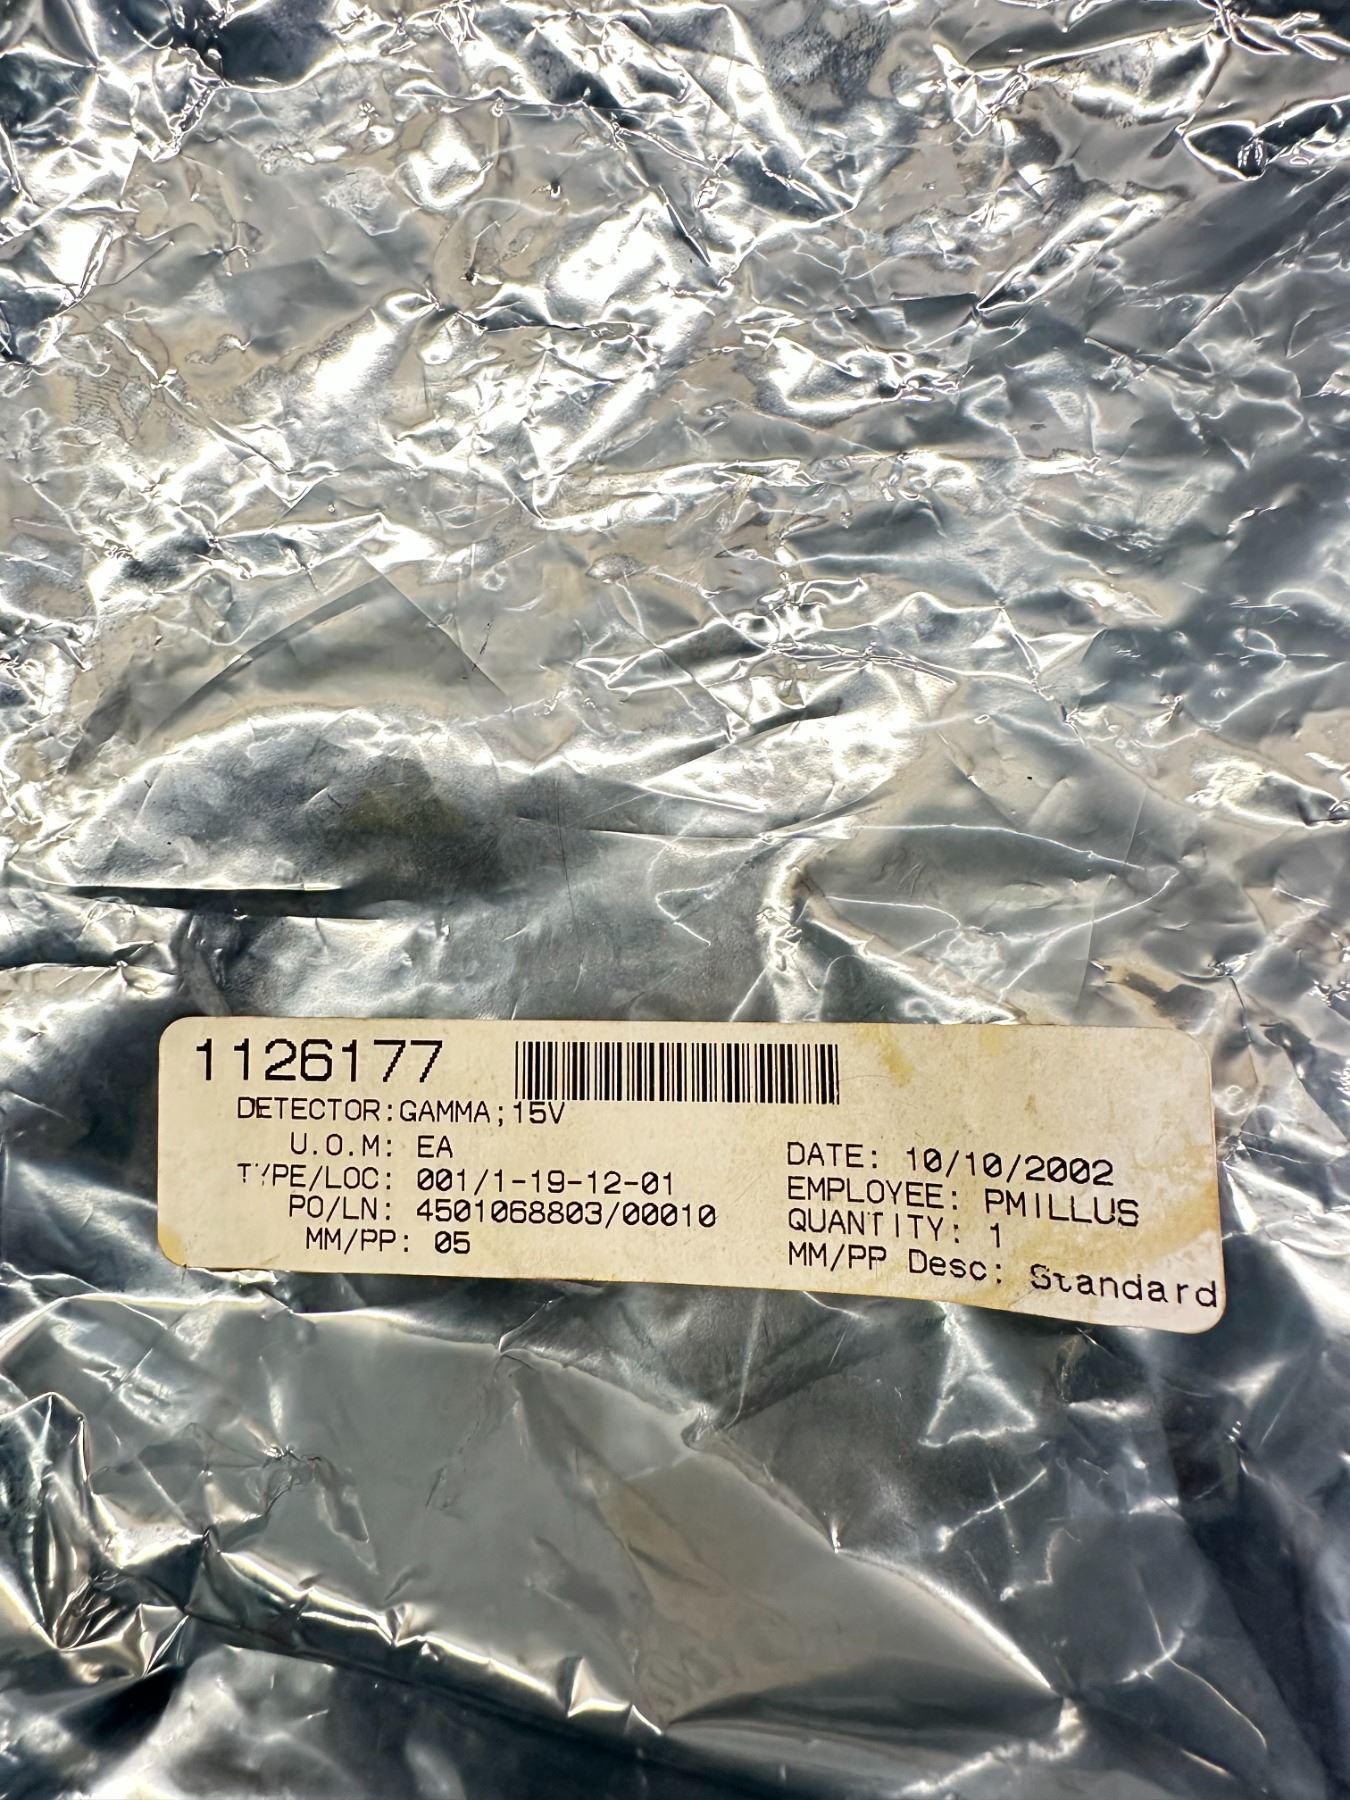 1126177
DETECTOR:GAMMA;15V
U.O.M: EA
TYPE/LOC: 001/1-19-12-01
PO/LN: 4501068803/00010
MM/PP: 05
DATE: 10/10/2002
EMPLOYEE: PMILLUS
QUANTITY: 1
MM/PP Desc: Standard